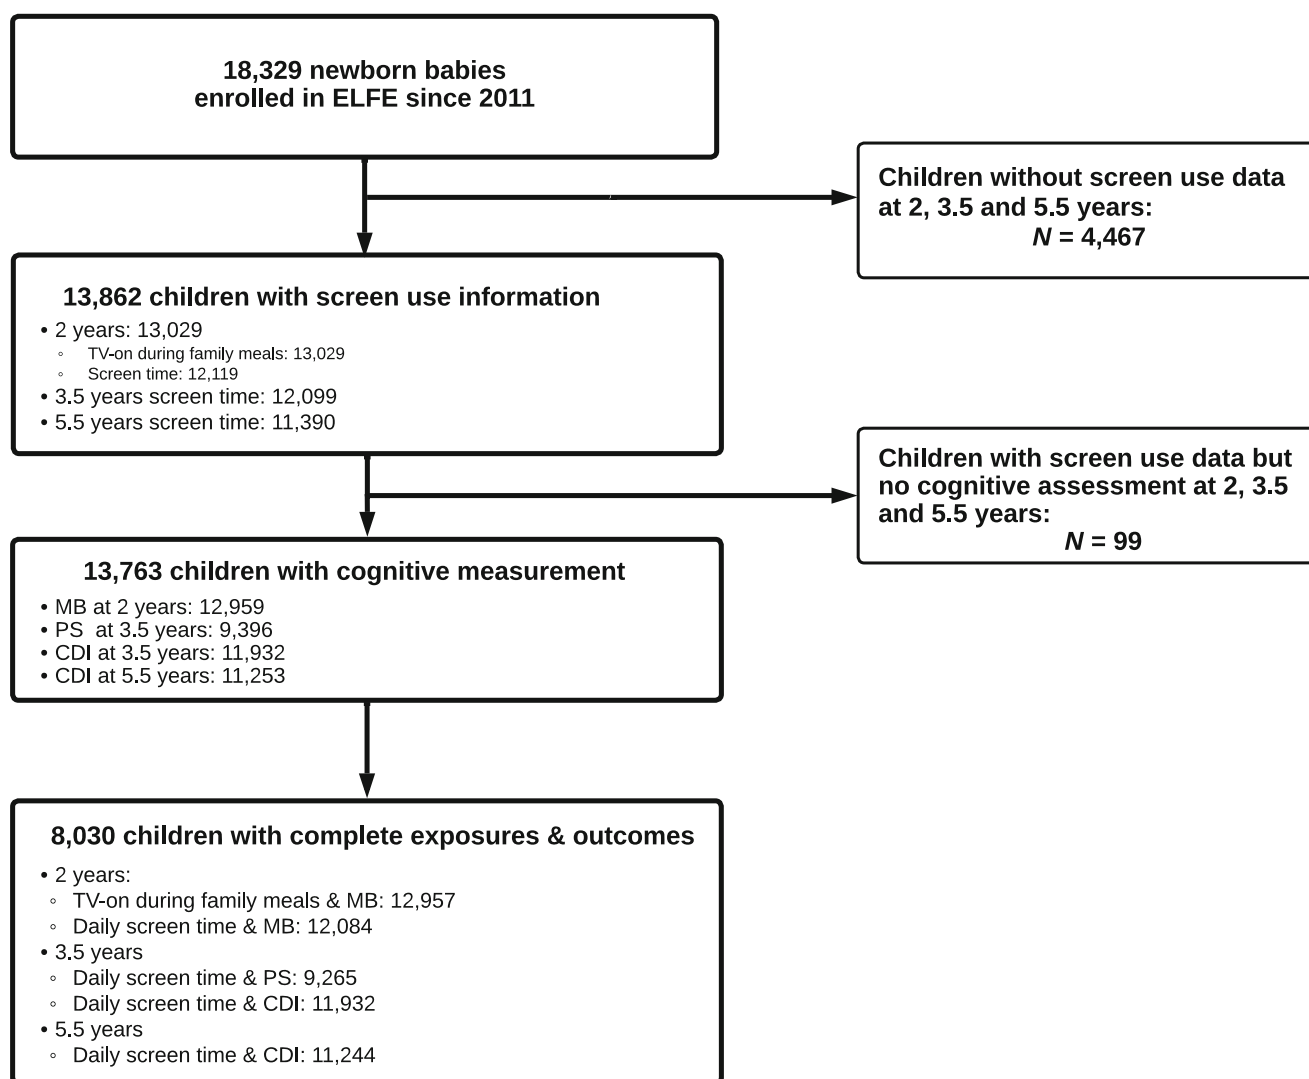 18,329 newborn babies
enrolled in ELFE since 2011
Children without screen use data
at 2, 3.5 and 5.5 years:
N = 4,467
13,862 children with screen use information
• 2 years: 13,029
◦ TV-on during family meals: 13,029
◦ Screen time: 12,119
• 3.5 years screen time: 12,099
• 5.5 years screen time: 11,390
Children with screen use data but
no cognitive assessment at 2, 3.5
and 5.5 years:
N = 99
13,763 children with cognitive measurement
• MB at 2 years: 12,959
• PS at 3.5 years: 9,396
• CDI at 3.5 years: 11,932
• CDI at 5.5 years: 11,253
8,030 children with complete exposures & outcomes
• 2 years:
◦ TV-on during family meals & MB: 12,957
◦ Daily screen time & MB: 12,084
• 3.5 years
◦ Daily screen time & PS: 9,265
◦ Daily screen time & CDI: 11,932
• 5.5 years
◦ Daily screen time & CDI: 11,244